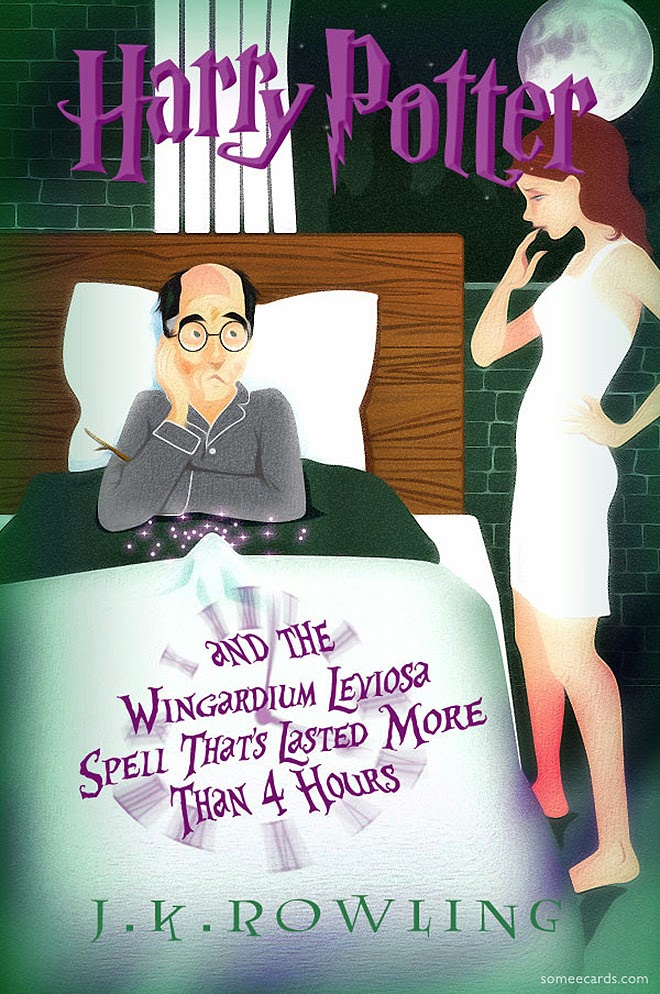 Harry Potter
AND THE
WINGARDIUM LEVIOSA
SPELL THAT'S LASTED MORE
THAN 4 HOURS
J.K.ROWLING
someecards.com